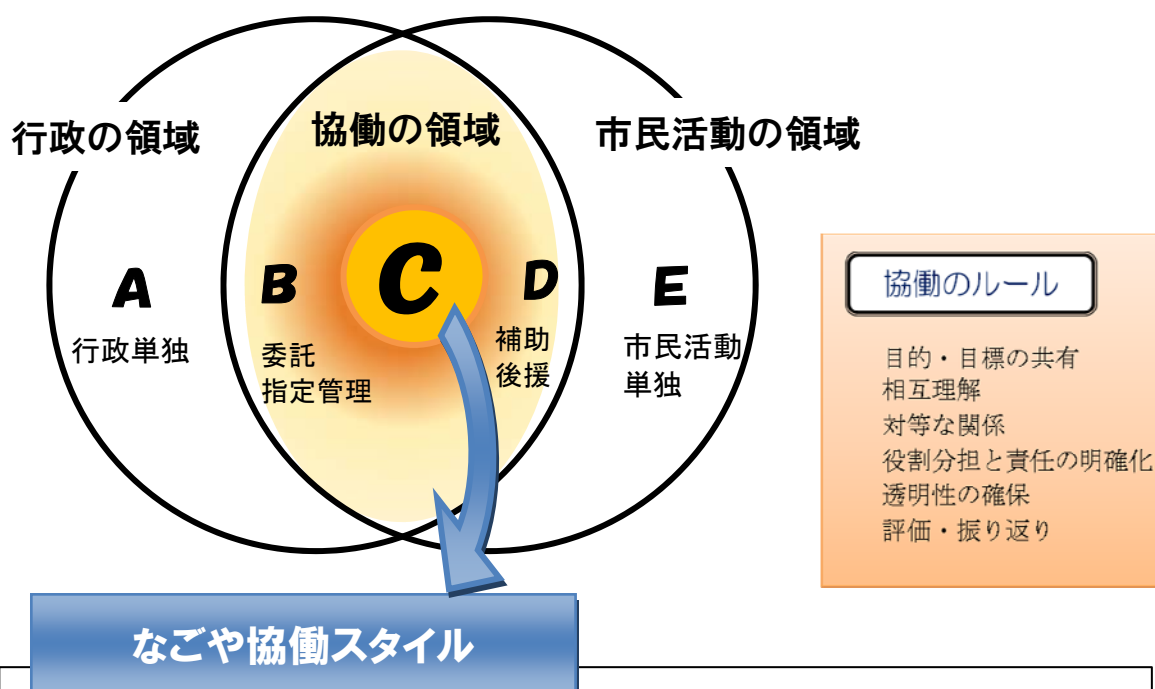 行政の領域
協働の領域
市民活動の領域
A
行政単独
B
委託
指定管理
C
D
補助
後援
E
市民活動
単独
協働のルール
目的・目標の共有
相互理解
対等な関係
役割分担と責任の明確化
透明性の確保
評価・振り返り
なごや協働スタイル